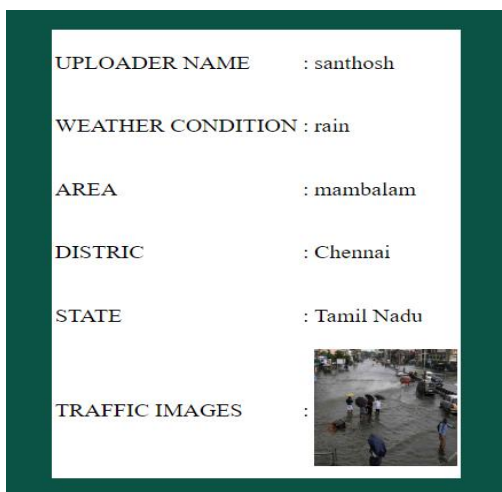 UPLOADER NAME : santhosh
WEATHER CONDITION : rain
AREA : mambalam
DISTRIC : Chennai
STATE : Tamil Nadu
TRAFFIC IMAGES :